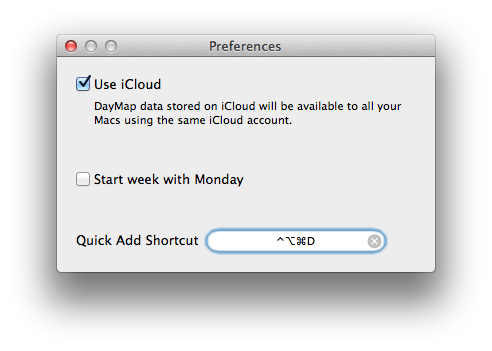 Preferences
Use iCloud
DayMap data stored on iCloud will be available to all your
Macs using the same iCloud account.
Start week with Monday
Quick Add Shortcut ^⌥⌘D